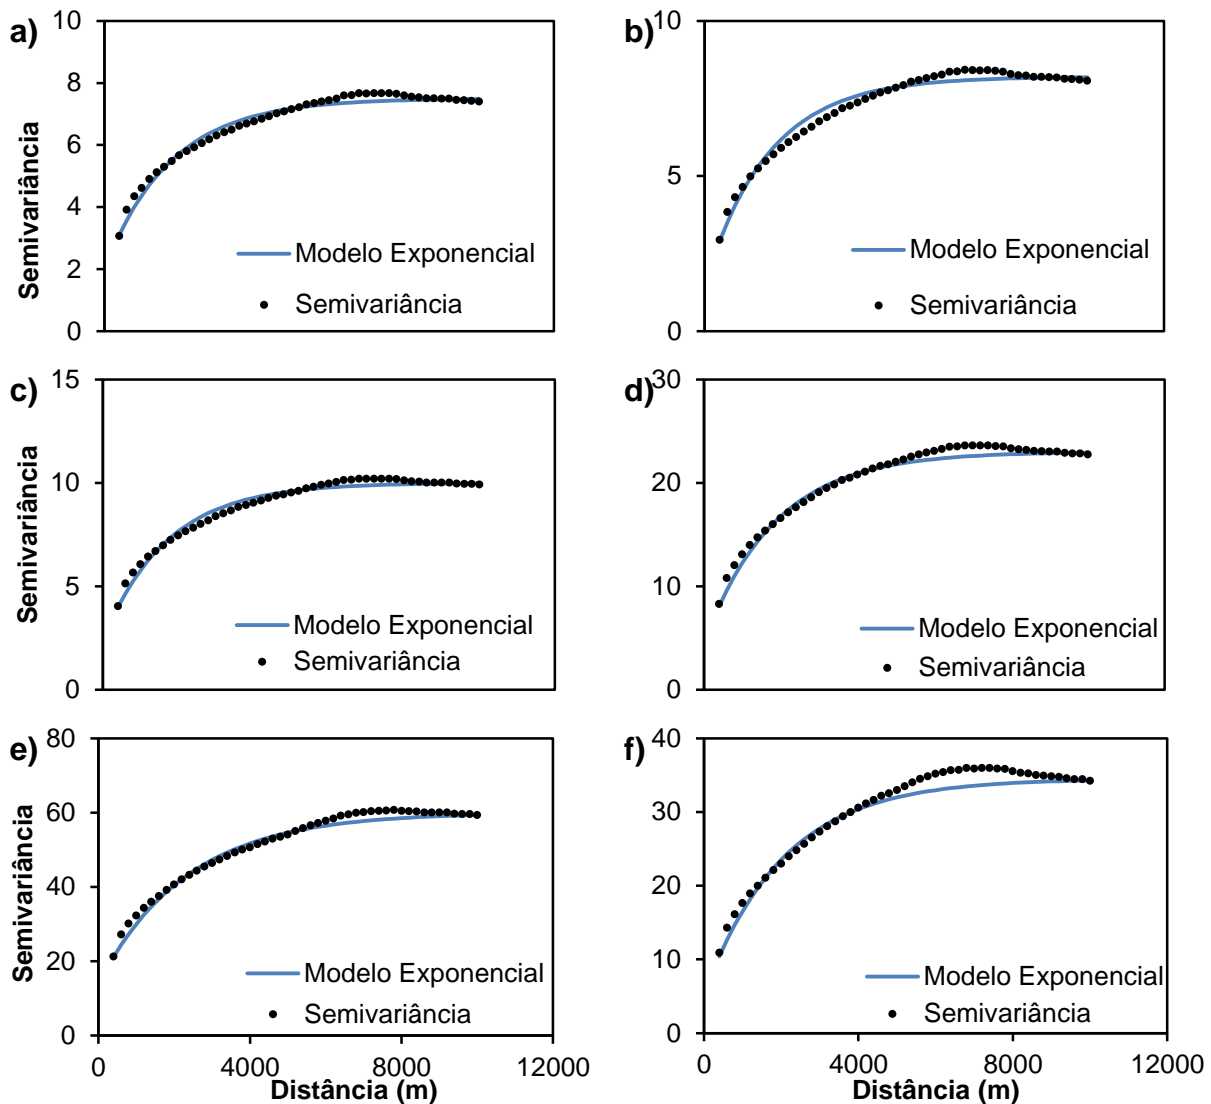 a)
10
8
6
4
2
0
Semivariância
Modelo Exponencial
Semivariância
b)
10
5
0
Modelo Exponencial
Semivariância
c)
15
10
5
0
Semivariância
Modelo Exponencial
Semivariância
d)
30
20
10
0
Modelo Exponencial
Semivariância
e)
80
60
40
20
0
Semivariância
Modelo Exponencial
Semivariância
0 4000 8000 12000
Distância (m)
f)
40
30
20
10
0
Modelo Exponencial
Semivariância
0 4000 8000 12000
Distância (m)